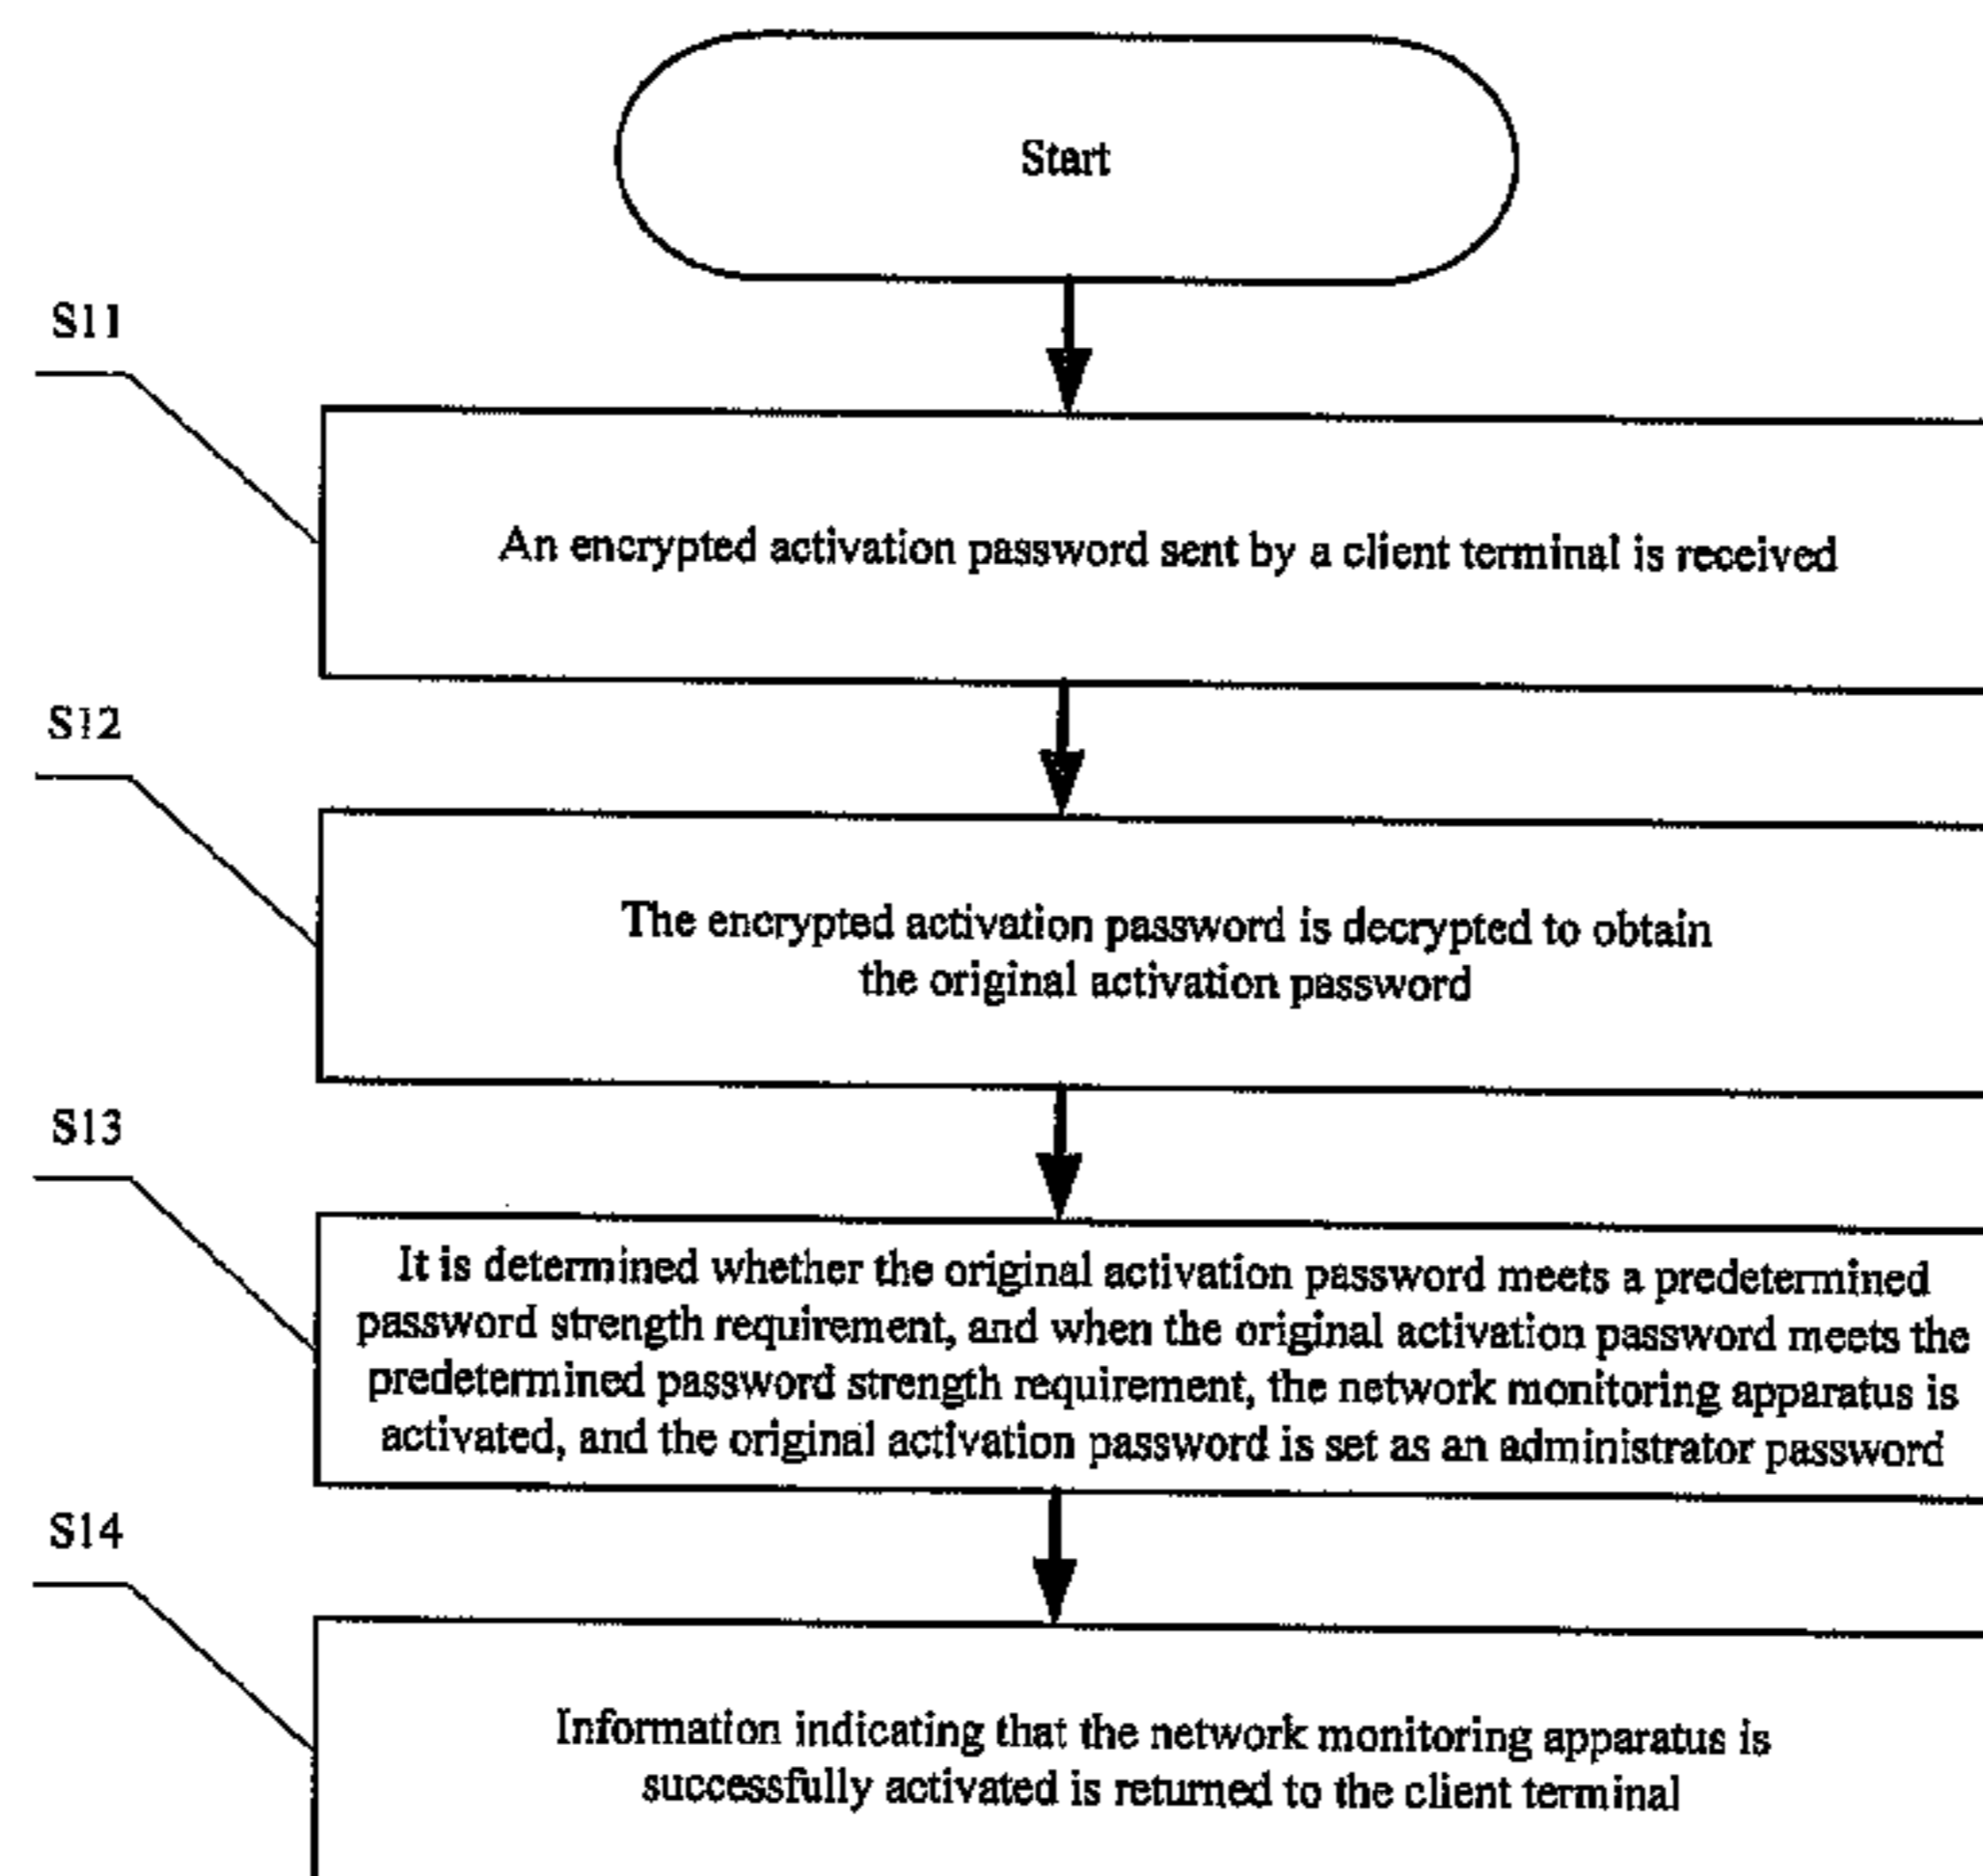 Start
S11
An encrypted activation password sent by a client terminal is received
S12
The encrypted activation password is decrypted to obtain
the original activation password
S13
It is determined whether the original activation password meets a predetermined
password strength requirement, and when the original activation password meets the
predetermined password strength requirement, the network monitoring apparatus is
activated, and the original activation password is set as an administrator password
S14
Information indicating that the network monitoring apparatus is
successfully activated is returned to the client terminal